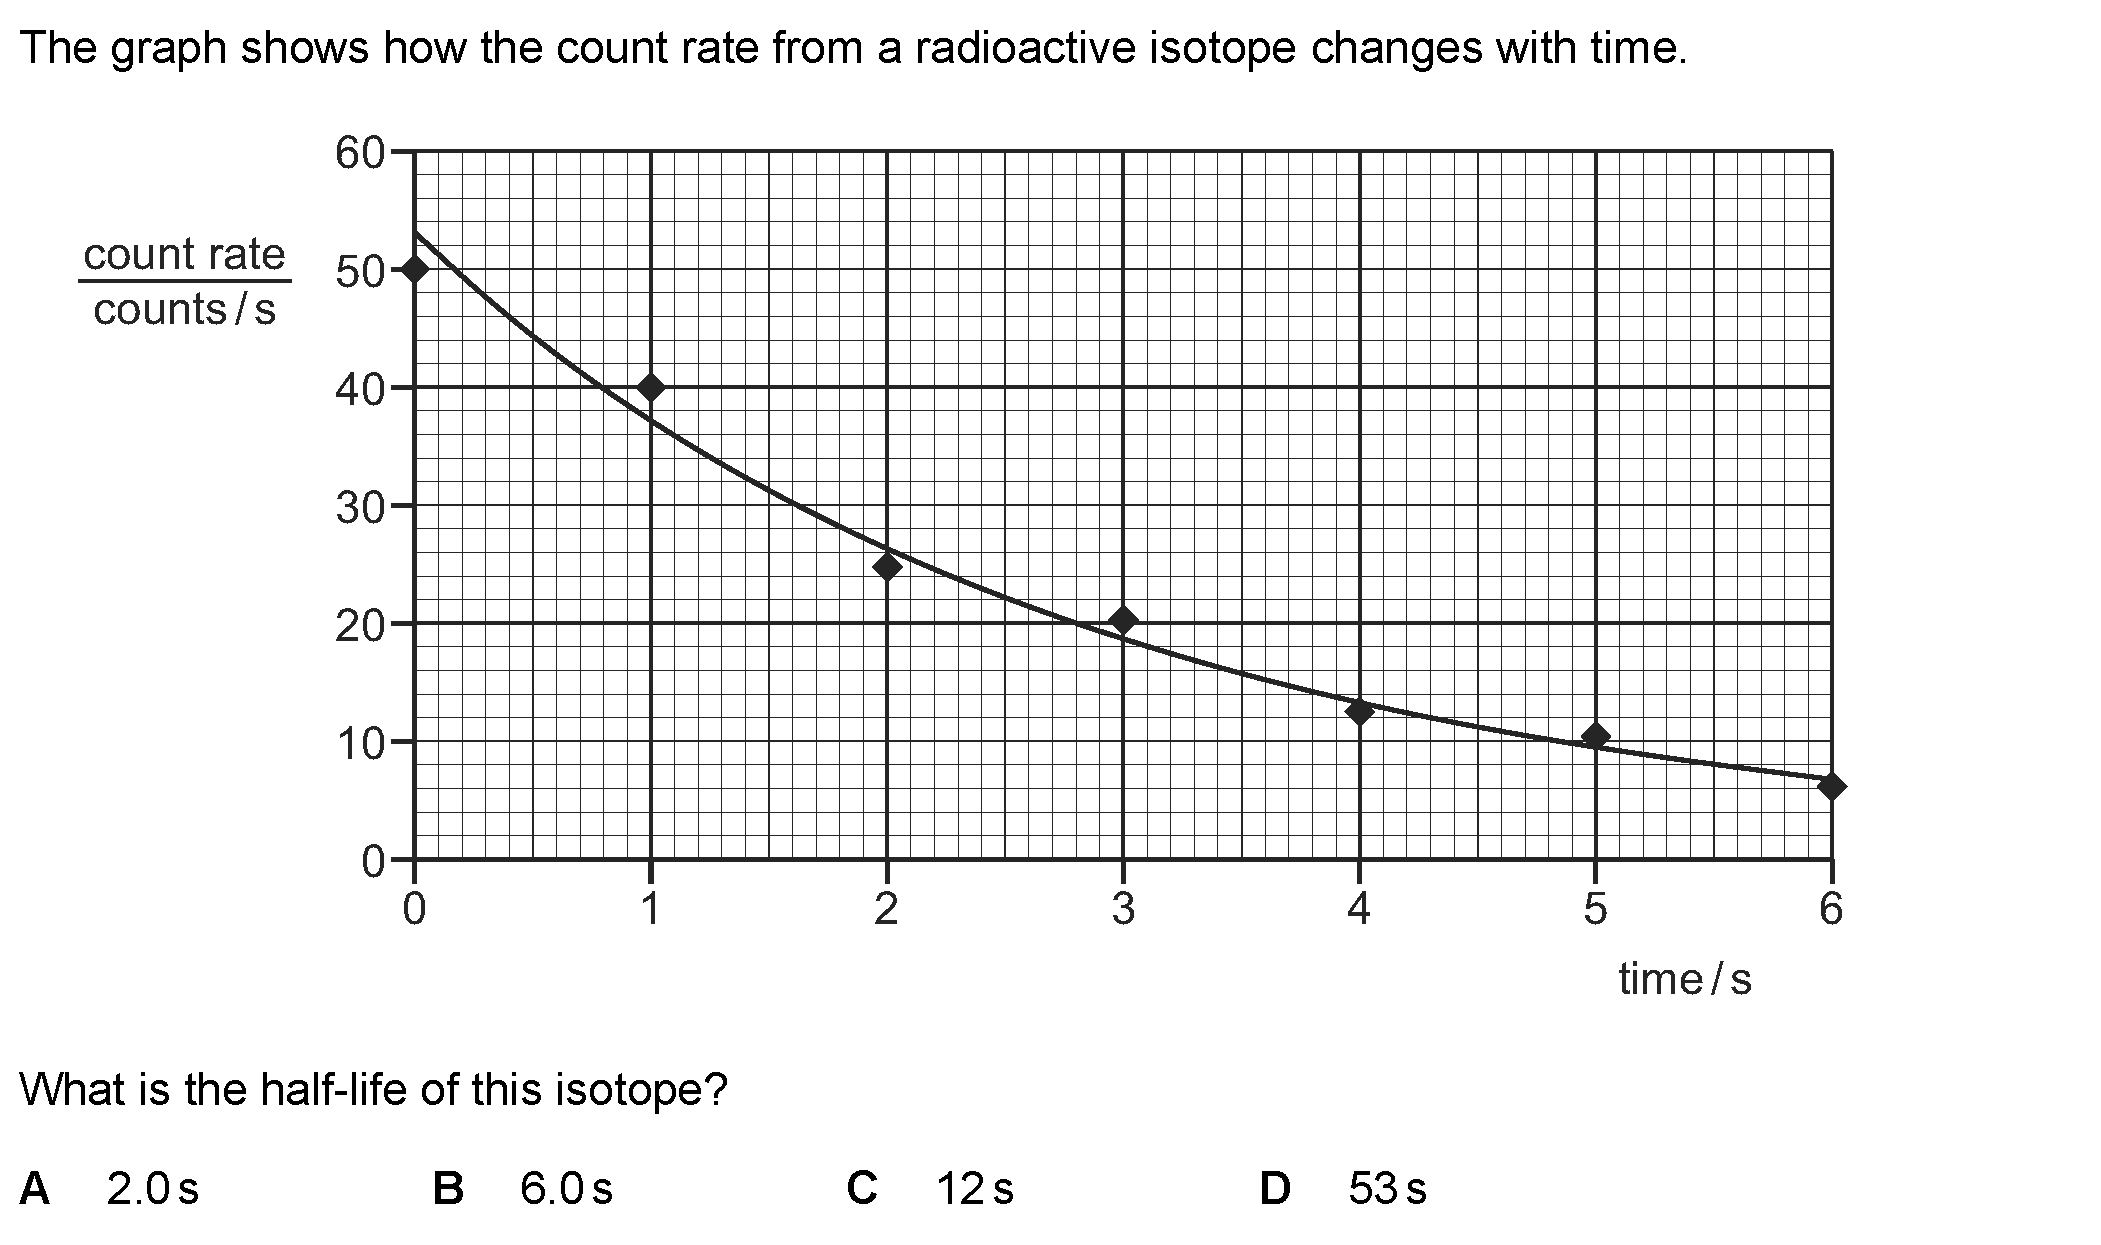 The graph shows how the count rate from a radioactive isotope changes with time.
60
count rate
counts / s
50
40
30
20
10
0
0 1 2 3 4 5 6
time / s
What is the half-life of this isotope?
A 2.0 s B 6.0 s C 12 s D 53 s